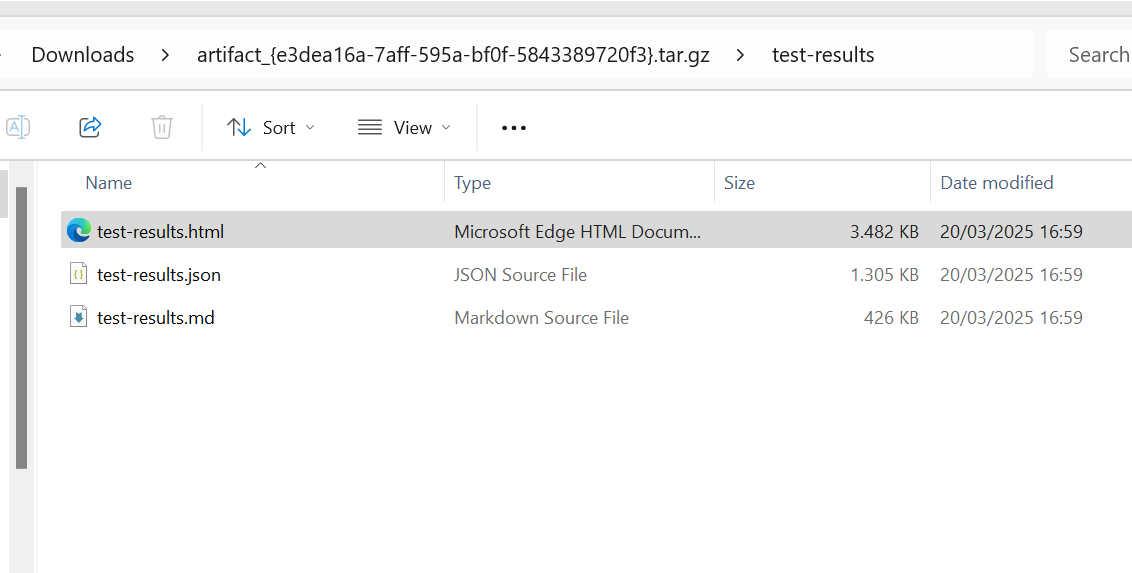 Downloads > artifact_{e3dea16a-7aff-595a-bf0f-5843389720f3}.tar.gz > test-results Search
Sort View
Name Type Size Date modified
test-results.html Microsoft Edge HTML Docum... 3.482 KB 20/03/2025 16:59
test-results.json JSON Source File 1.305 KB 20/03/2025 16:59
test-results.md Markdown Source File 426 KB 20/03/2025 16:59